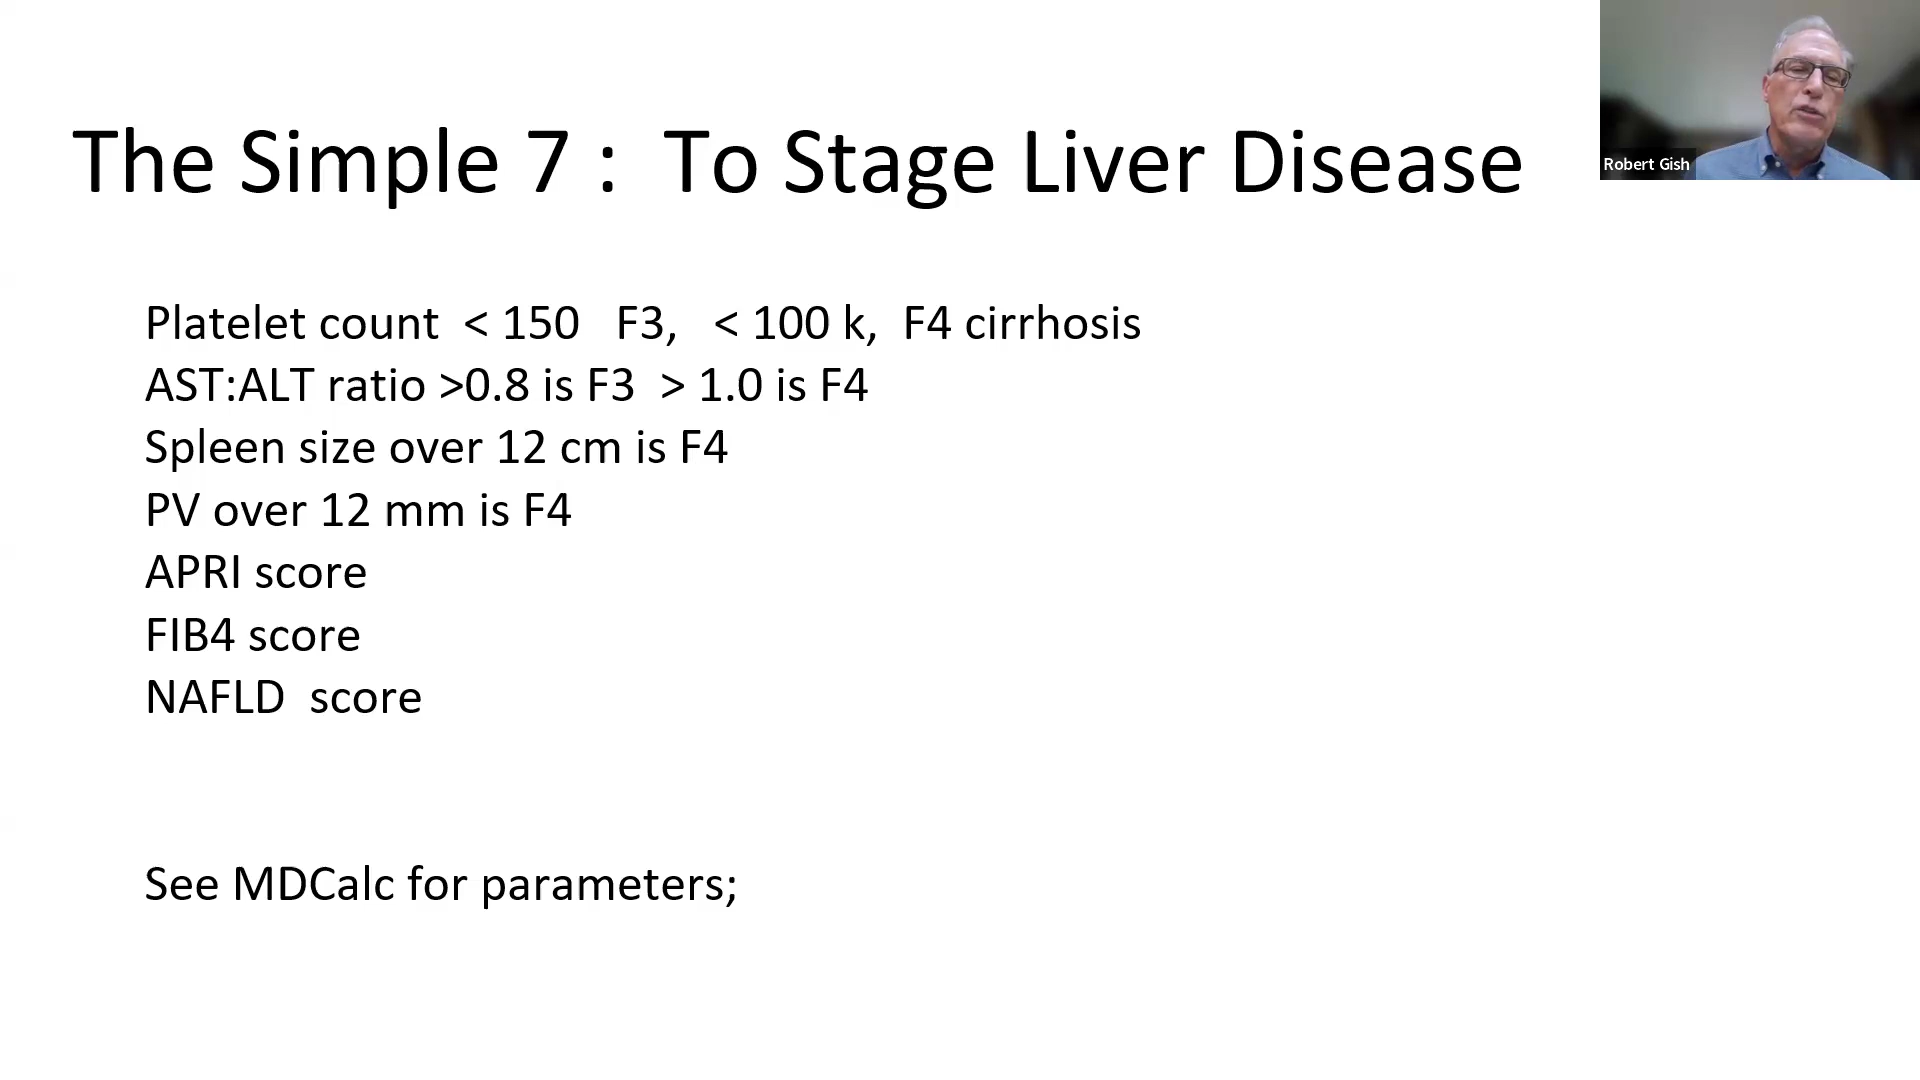 The Simple 7 :  To Stage Liver Disease
Robert Gish
Platelet count  < 150   F3,   < 100 k,  F4 cirrhosis
AST:ALT ratio >0.8 is F3  > 1.0 is F4
Spleen size over 12 cm is F4
PV over 12 mm is F4
APRI score
FIB4 score
NAFLD  score
See MDCalc for parameters;